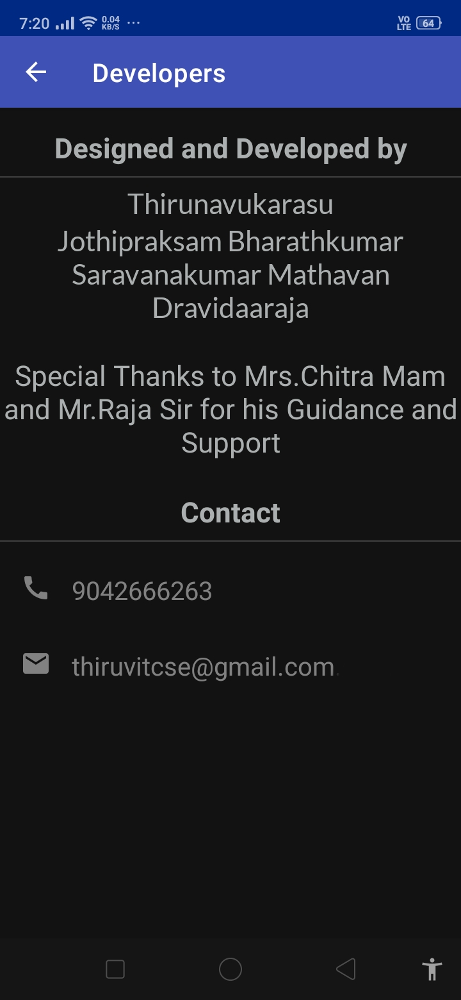 7:20 0.04 KB/S ... VO LTE 64
Developers
Designed and Developed by
Thirunavukarasu
Jothipraksam Bharathkumar
Saravanakumar Mathavan
Dravidaaraja
Special Thanks to Mrs.Chitra Mam
and Mr.Raja Sir for his Guidance and
Support
Contact
9042666263
thiruvitcse@gmail.com.